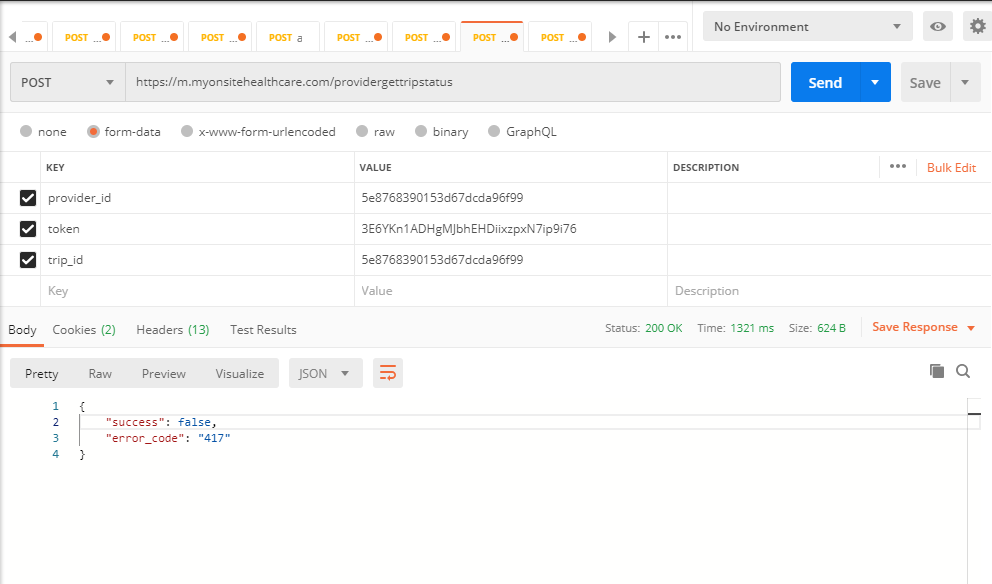 ... POST ... POST ... POST ... POST a POST ... POST ... POST ... POST ... + ••• No Environment
POST https://m.myonsitehealthcare.com/providergettripstatus Send Save
none form-data x-www-form-urlencoded raw binary GraphQL
KEY VALUE DESCRIPTION ••• Bulk Edit
provider_id 5e8768390153d67dcda96f99
token 3E6YKn1ADHgMJbhEHDiixzpxN7ip9i76
trip_id 5e8768390153d67dcda96f99
Key Value Description
Body Cookies (2) Headers (13) Test Results Status: 200 OK Time: 1321 ms Size: 624 B Save Response
Pretty Raw Preview Visualize JSON
1 {
2 "success": false,
3 "error_code": "417"
4 }